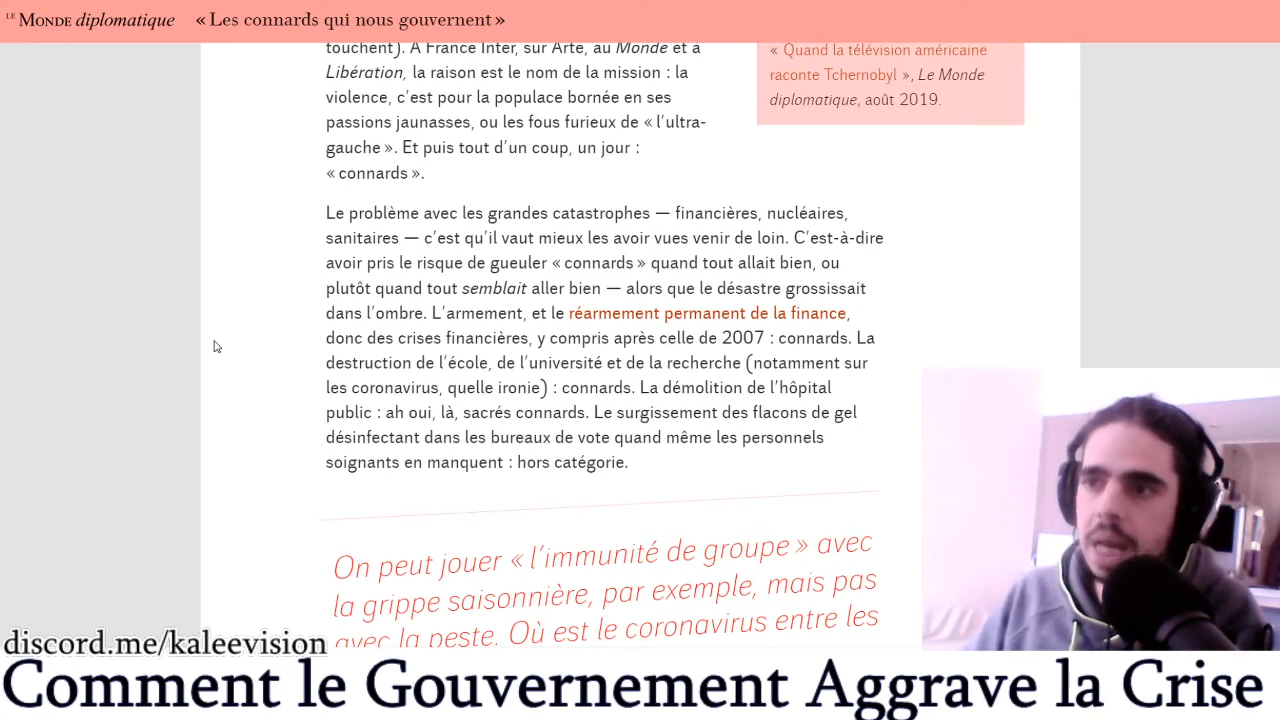 LE MONDE diplomatique « Les connards qui nous gouvernent »
touchent). À France Inter, sur Arte, au Monde et à
Libération, la raison est le nom de la mission : la
violence, c’est pour la populace bornée en ses
passions jaunasses, ou les fous furieux de « l’ultra-
gauche ». Et puis tout d’un coup, un jour :
« connards ».
« Quand la télévision américaine
raconte Tchernobyl », Le Monde
diplomatique, août 2019.
Le problème avec les grandes catastrophes — financières, nucléaires,
sanitaires — c’est qu’il vaut mieux les avoir vues venir de loin. C’est-à-dire
avoir pris le risque de gueuler « connards » quand tout allait bien, ou
plutôt quand tout semblait aller bien — alors que le désastre grossissait
dans l’ombre. L’armement, et le réarmement permanent de la finance,
donc des crises financières, y compris après celle de 2007 : connards. La
destruction de l’école, de l’université et de la recherche (notamment sur
les coronavirus, quelle ironie) : connards. La démolition de l’hôpital
public : ah oui, là, sacrés connards. Le surgissement des flacons de gel
désinfectant dans les bureaux de vote quand même les personnels
soignants en manquent : hors catégorie.
On peut jouer « l’immunité de groupe » avec
la grippe saisonnière, par exemple, mais pas
avec la peste. Où est le coronavirus entre les
discord.me/kaleevision
Comment le Gouvernement Aggrave la Crise